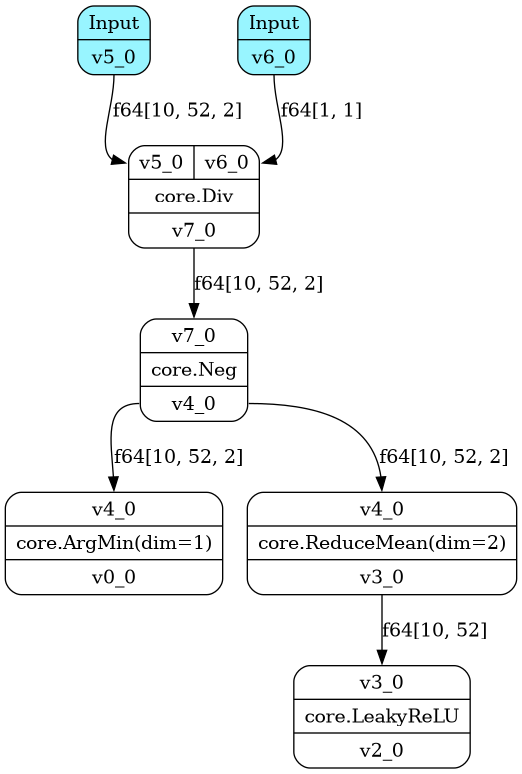 Input
v5_0
Input
v6_0
f64[10, 52, 2]
f64[1, 1]
v5_0
v6_0
core.Div
v7_0
f64[10, 52, 2]
v7_0
core.Neg
v4_0
f64[10, 52, 2]
f64[10, 52, 2]
v4_0
core.ArgMin(dim=1)
v0_0
v4_0
core.ReduceMean(dim=2)
v3_0
f64[10, 52]
v3_0
core.LeakyReLU
v2_0